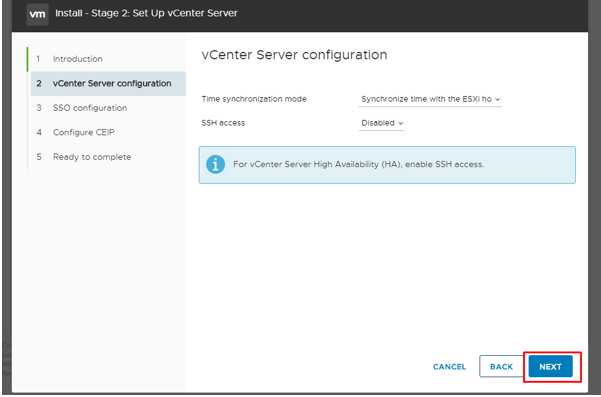 vm Install - Stage 2: Set Up vCenter Server
1 Introduction
2 vCenter Server configuration
3 SSO configuration
4 Configure CEIP
5 Ready to complete
vCenter Server configuration
Time synchronization mode Synchronize time with the ESXi ho
SSH access Disabled
For vCenter Server High Availability (HA), enable SSH access.
CANCEL BACK NEXT